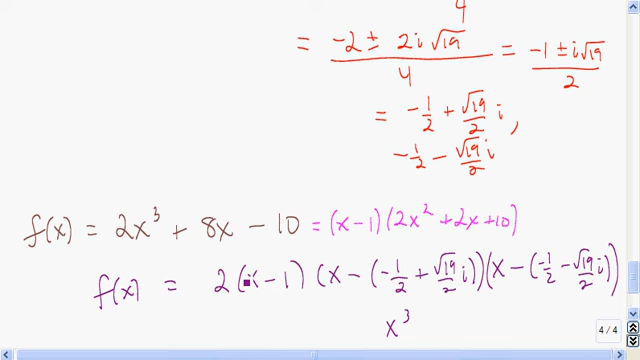 4
= -2 ± 2i√19 / 4 = -1 ± i√19 / 2
= -1/2 + √19/2 i,
-1/2 - √19/2 i
f(x) = 2x³ + 8x - 10 = (x-1)(2x² + 2x + 10)
f(x) = 2(x-1)(x-(-1/2 + √19/2 i))(x-(-1/2 - √19/2 i))
x³
4 / 4